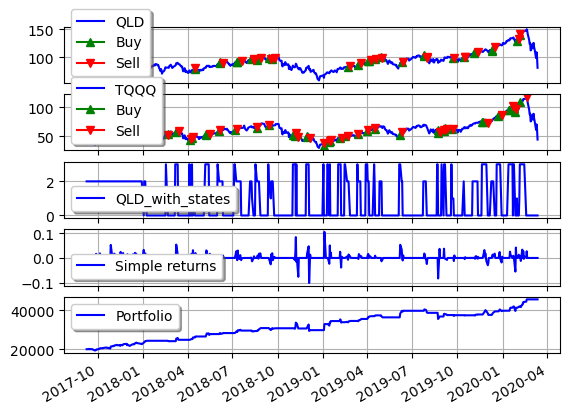 150
100
QLD
Buy
Sell
100
50
TQQQ
Buy
Sell
2
0
QLD_with_states
0.1
0.0
−0.1
Simple returns
40000
20000
Portfolio
2017-10
2018-01
2018-04
2018-07
2018-10
2019-01
2019-04
2019-07
2019-10
2020-01
2020-04